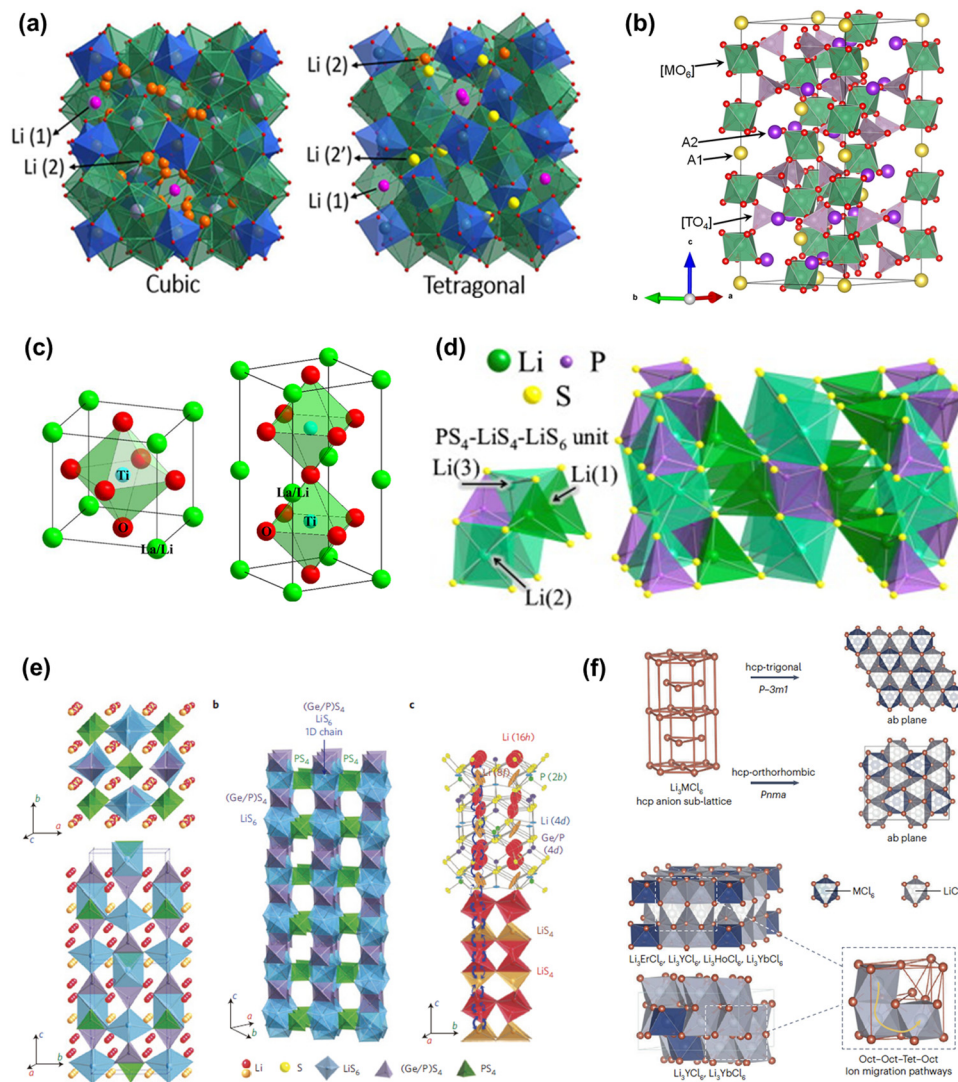 (a)
Li (1)
Li (2)
Cubic
Li (2)
Li (2')
Li (1)
Tetragonal
(b)
[MO6]
A2
A1
[TO4]
c
b
a
(c)
Ti
O
La/Li
La/Li
Ti
O
(d)
Li
P
S
PS4-LiS4-LiS6 unit
Li(3)
Li(1)
Li(2)
(e)
b
c
a
c
a
b
b
(Ge/P)S4
LiS6
1D chain
PS4
PS4
(Ge/P)S4
LiS6
c
a
b
c
Li (16h)
P (2b)
Li (4d)
Ge/P
(4d)
LiS4
LiS4
c
a
b
Li
S
LiS6
(Ge/P)S4
PS4
(f)
hcp-trigonal
P-3m1
ab plane
Li3MCl6
hcp anion sub-lattice
hcp-orthorhombic
Pnma
ab plane
MCl6
LiC
Li3ErCl6, Li3YCl6, Li3HoCl6, Li3YbCl6
Li3YCl6, Li3YbCl6
Oct-Oct-Tet-Oct
Ion migration pathways